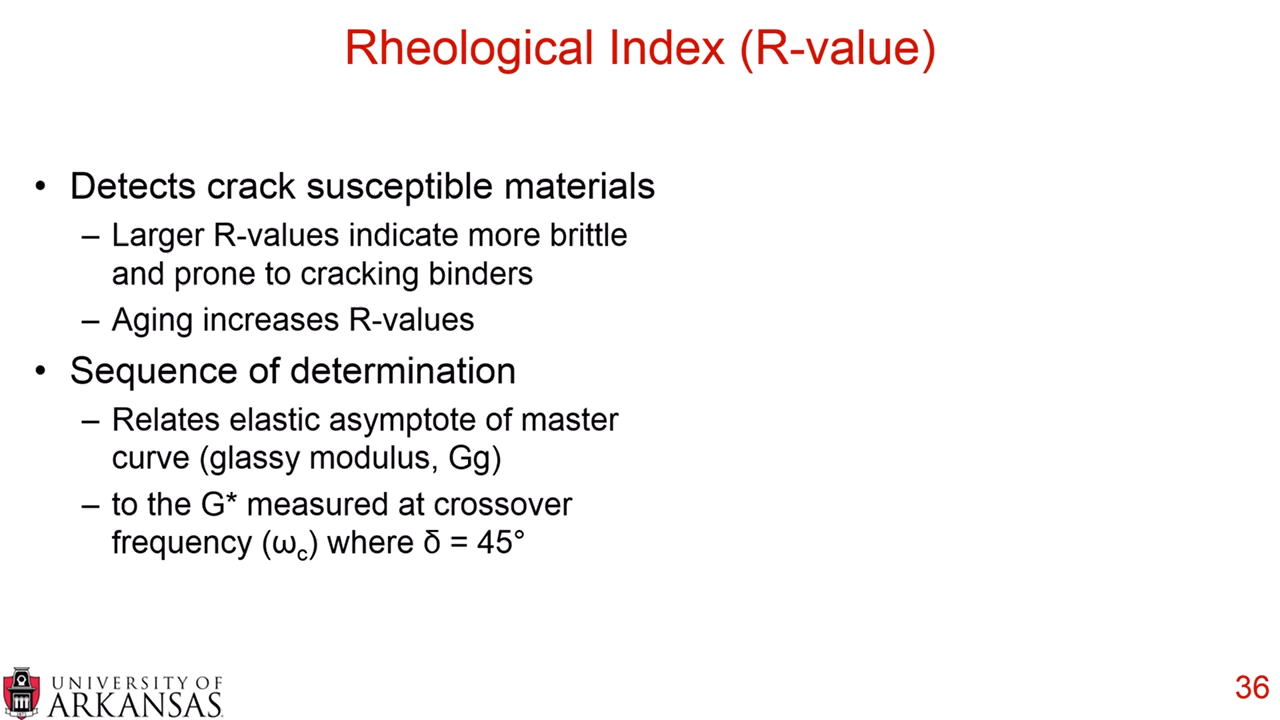 Rheological Index (R-value)
• Detects crack susceptible materials
– Larger R-values indicate more brittle
and prone to cracking binders
– Aging increases R-values
• Sequence of determination
– Relates elastic asymptote of master
curve (glassy modulus, Gg)
– to the G* measured at crossover
frequency (ωc) where δ = 45°
UNIVERSITY OF
ARKANSAS
36